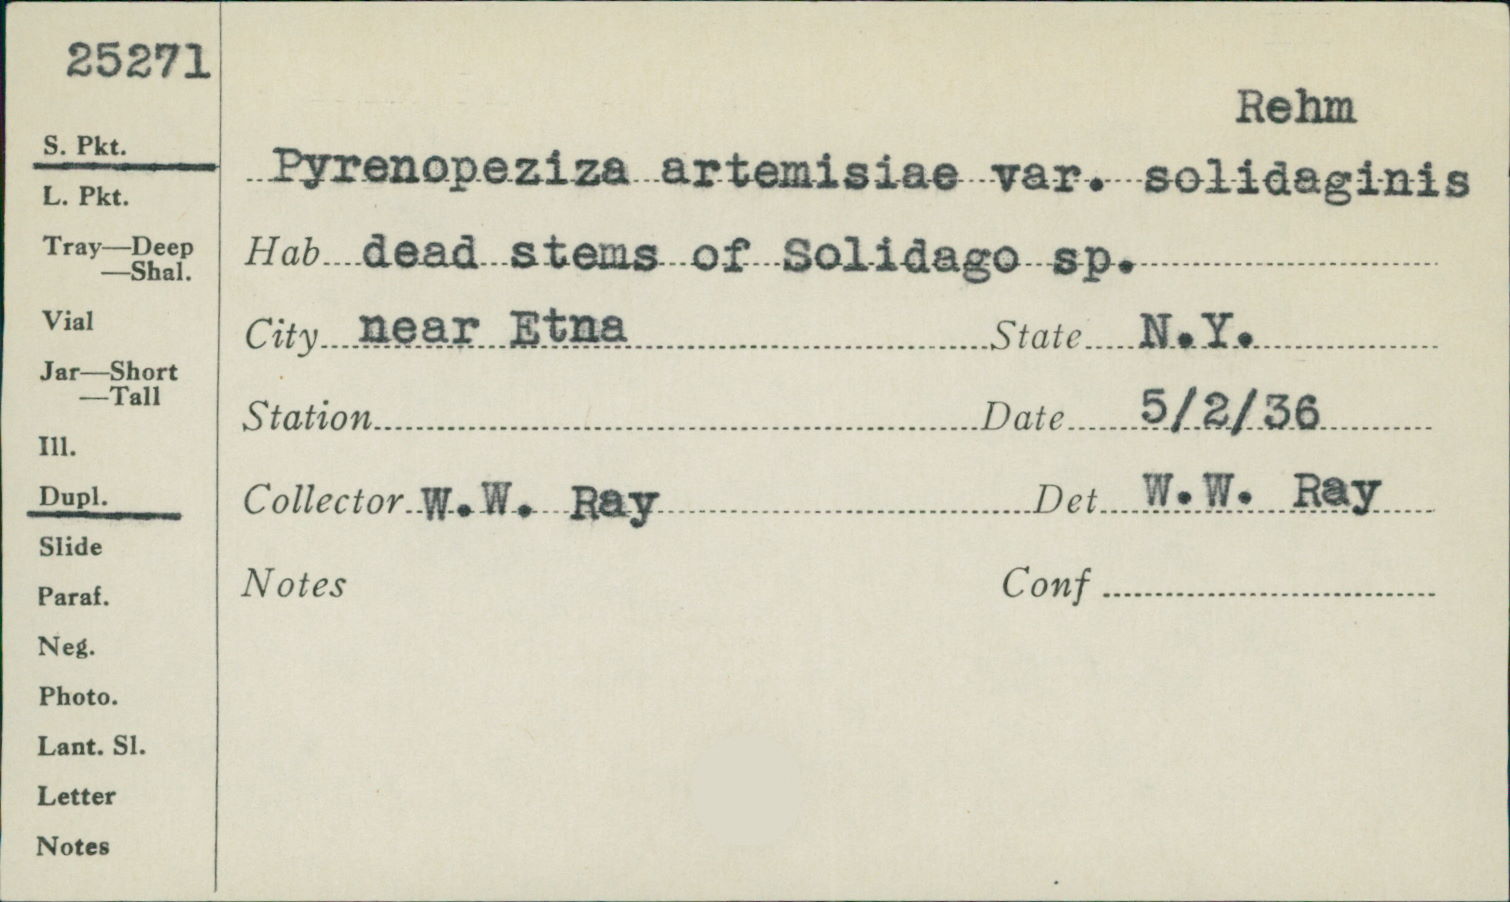 25271
S. Pkt.
L. Pkt.
Tray—Deep
—Shal.
Vial
Jar—Short
—Tall
Ill.
Dupl.
Slide
Paraf.
Neg.
Photo.
Lant. Sl.
Letter
Notes
Rehm
Pyrenopeziza artemisiae var. solidaginis
Hab dead stems of Solidago sp.
City near Etna State N.Y.
Station Date 5/2/36
Collector W.W. Ray Det W.W. Ray
Notes Conf